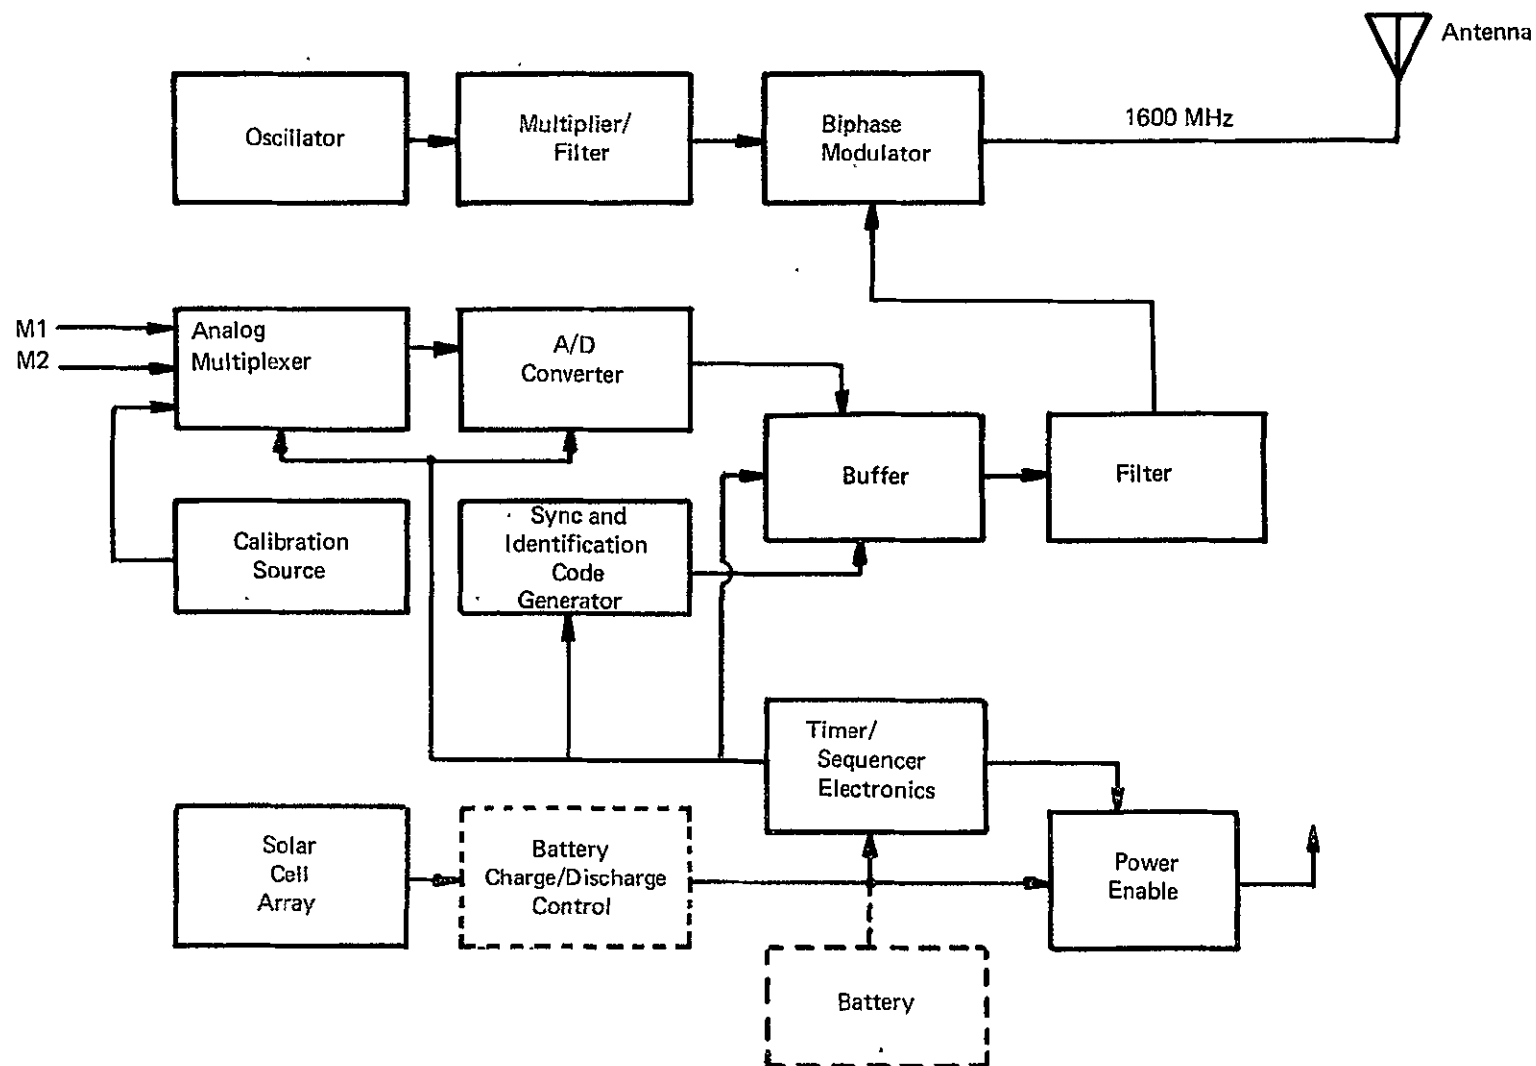 Antenna
Oscillator
Multiplier/
Filter
Biphase
Modulator
1600 MHz
M1
M2
Analog
Multiplexer
A/D
Converter
Buffer
Filter
Calibration
Source
Sync and
Identification
Code
Generator
Timer/
Sequencer
Electronics
Solar
Cell
Array
Battery
Charge/Discharge
Control
Power
Enable
Battery